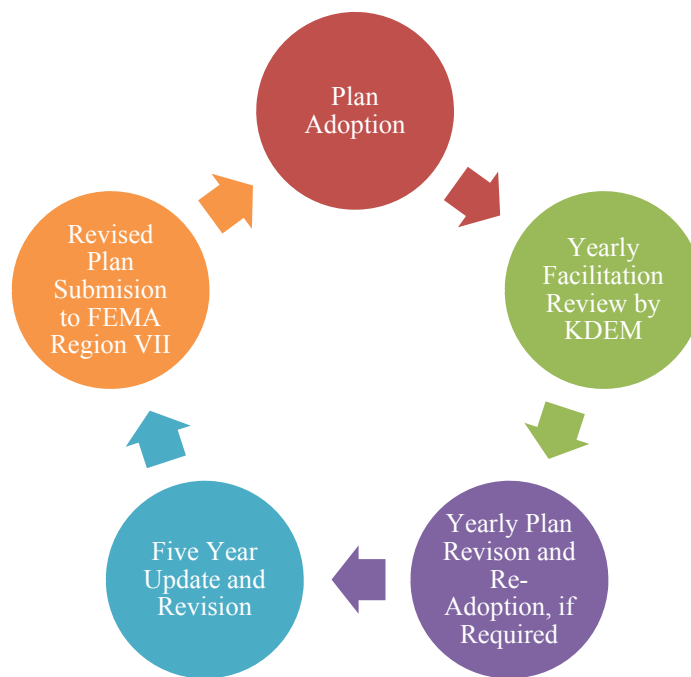 Plan
Adoption
Yearly
Facilitation
Review by
KDEM
Yearly Plan
Revison and
Re-
Adoption, if
Required
Five Year
Update and
Revision
Revised
Plan
Submision
to FEMA
Region VII